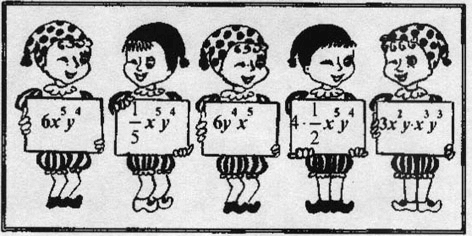 6x⁵y⁴
1/5 x⁵y⁴
6y⁴x⁵
4·1/2 x⁵y⁴
3x²y·x³y³